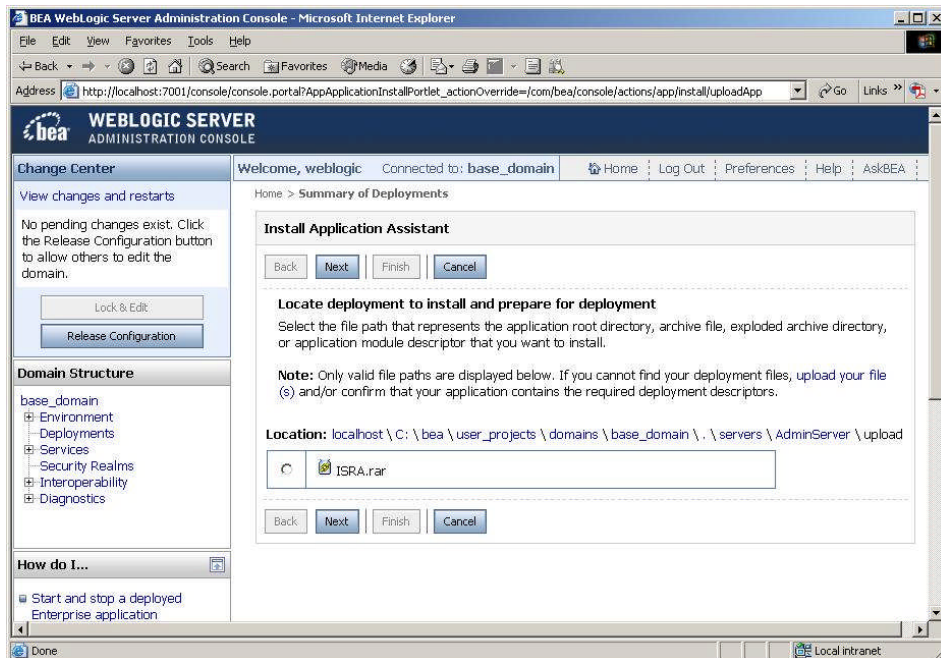 BEA WebLogic Server Administration Console - Microsoft Internet Explorer
File Edit View Favorites Tools Help
Back Search Favorites Media
Address http://localhost:7001/console/console.portal?AppApplicationInstallPortlet_actionOverride=/com/bea/console/actions/app/install/uploadApp Go Links »
bea WEBLOGIC SERVER
ADMINISTRATION CONSOLE
Change Center
View changes and restarts
No pending changes exist. Click
the Release Configuration button
to allow others to edit the
domain.
Lock & Edit
Release Configuration
Domain Structure
base_domain
Environment
Deployments
Services
Security Realms
Interoperability
Diagnostics
How do I...
Start and stop a deployed
Enterprise application
Welcome, weblogic Connected to: base_domain Home Log Out Preferences Help AskBEA
Home > Summary of Deployments
Install Application Assistant
Back Next Finish Cancel
Locate deployment to install and prepare for deployment
Select the file path that represents the application root directory, archive file, exploded archive directory,
or application module descriptor that you want to install.
Note: Only valid file paths are displayed below. If you cannot find your deployment files, upload your file
(s) and/or confirm that your application contains the required deployment descriptors.
Location: localhost \ C: \ bea \ user_projects \ domains \ base_domain \ . \ servers \ AdminServer \ upload
ISRA.rar
Back Next Finish Cancel
Done Local intranet